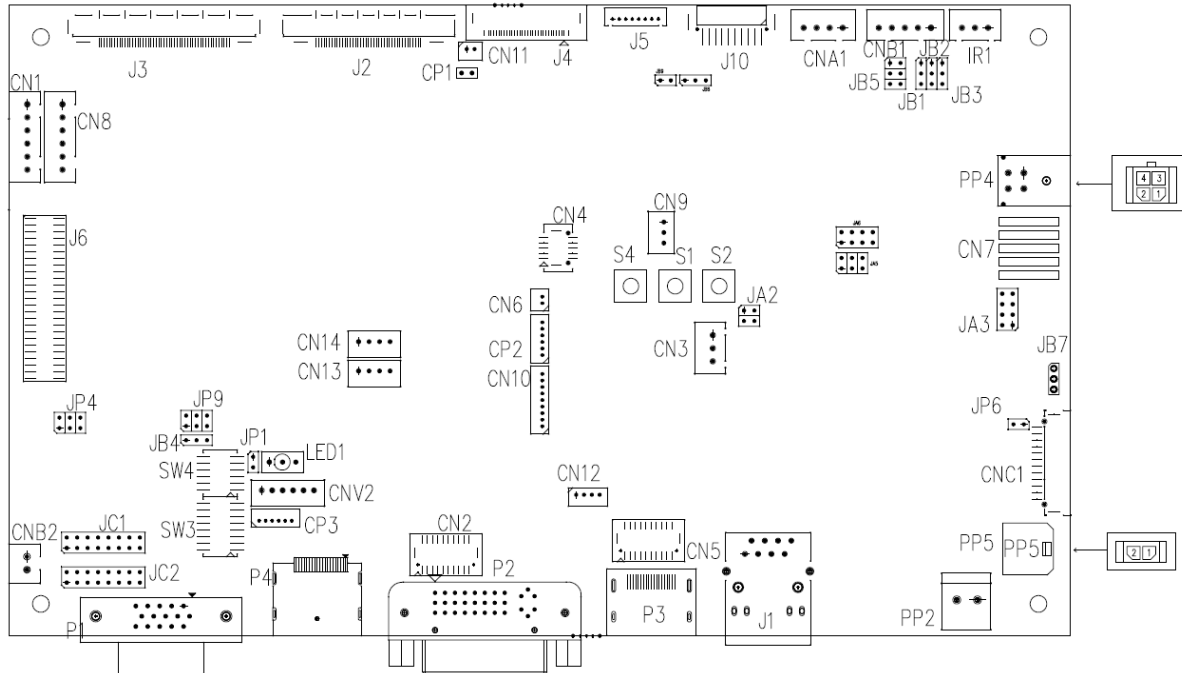 J3
J2
CN11
CP1
J4
J5
J10
CNA1
CNB1
JB2
IR1
JB5
JB1
JB3
CN1
CN8
PP4
4 3
2 1
CN9
CN4
J6
S4
S1
S2
CN7
CN6
JA2
JA3
CP2
CN14
CN3
CN13
CN10
JB7
JP4
JP9
JP6
JB4
JP1
LED1
SW4
CN12
CNC1
CNV2
CNB2
JC1
SW3
CP3
CN2
CN5
PP5
PP5
2 1
JC2
P4
P2
P1
P3
J1
PP2